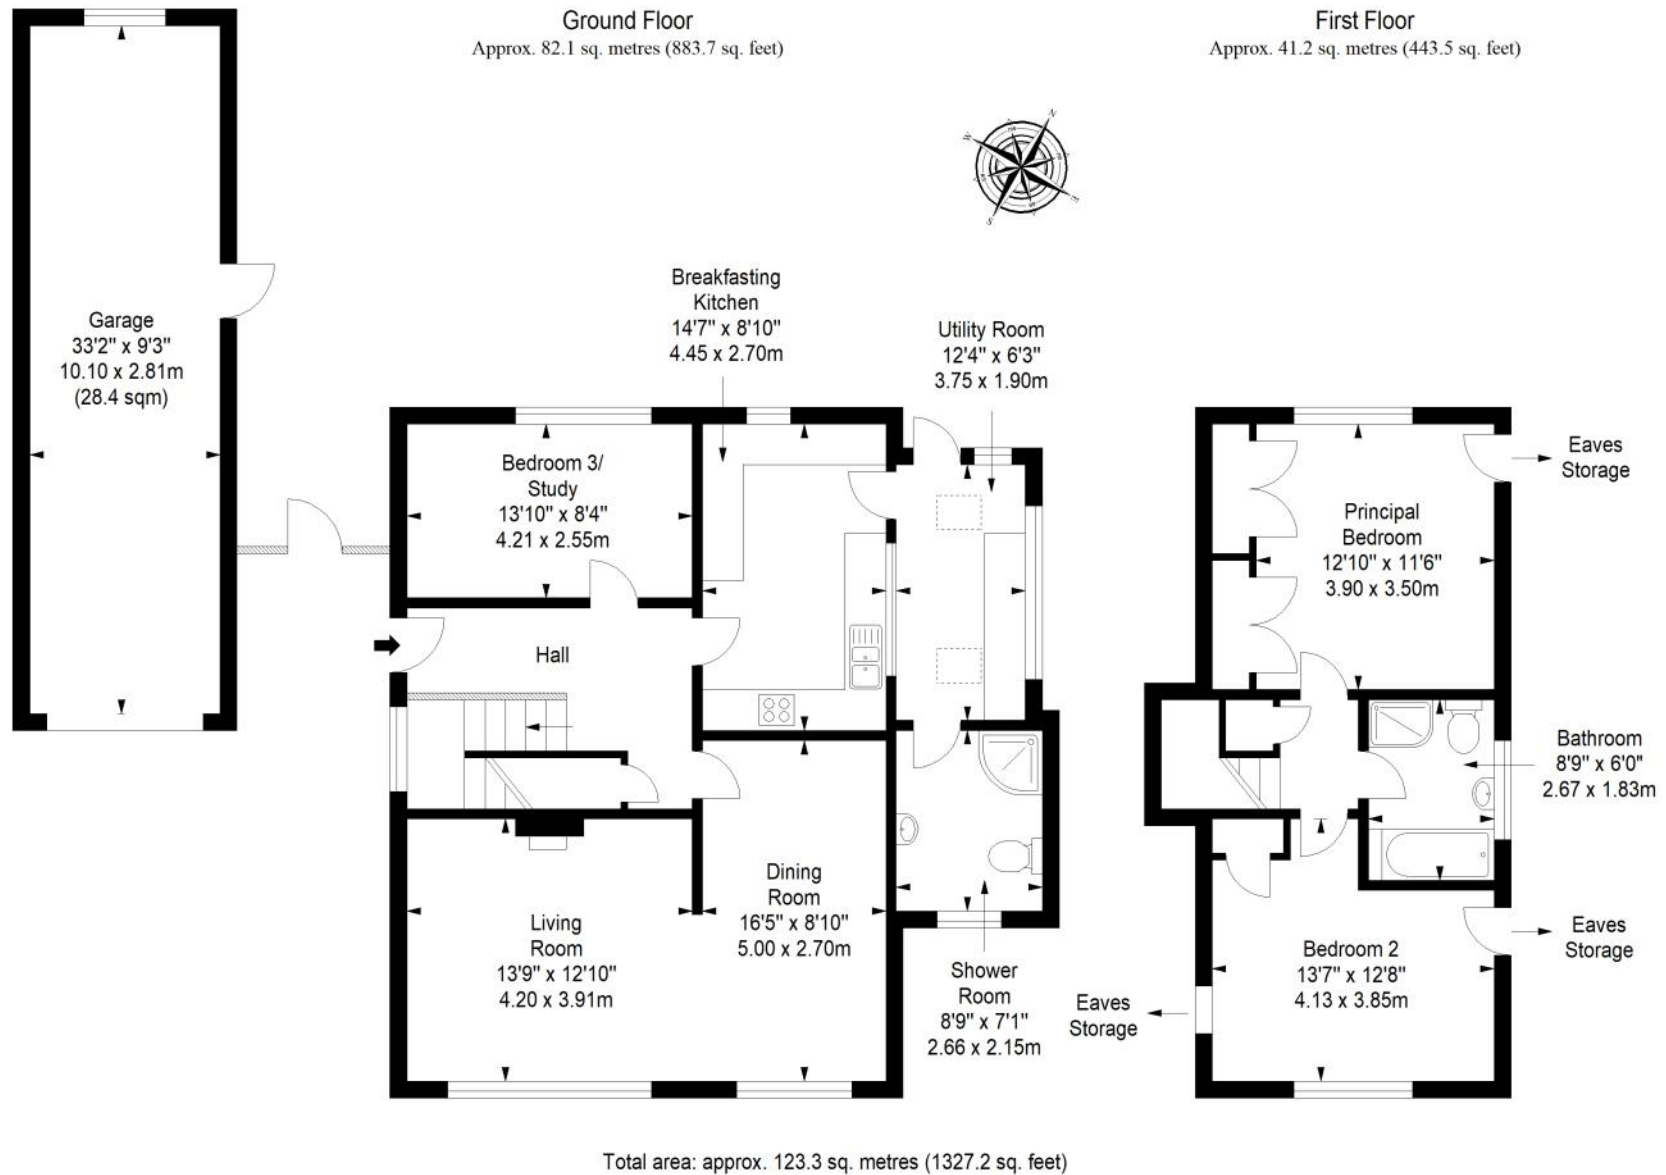 Ground Floor
Approx. 82.1 sq. metres (883.7 sq. feet)
First Floor
Approx. 41.2 sq. metres (443.5 sq. feet)
N
W
E
S
Garage
33'2" x 9'3"
10.10 x 2.81m
(28.4 sqm)
Breakfasting
Kitchen
14'7" x 8'10"
4.45 x 2.70m
Utility Room
12'4" x 6'3"
3.75 x 1.90m
Bedroom 3/
Study
13'10" x 8'4"
4.21 x 2.55m
Hall
Living
Room
13'9" x 12'10"
4.20 x 3.91m
Dining
Room
16'5" x 8'10"
5.00 x 2.70m
Shower
Room
8'9" x 7'1"
2.66 x 2.15m
Eaves
Storage
Principal
Bedroom
12'10" x 11'6"
3.90 x 3.50m
Bathroom
8'9" x 6'0"
2.67 x 1.83m
Eaves
Storage
Bedroom 2
13'7" x 12'8"
4.13 x 3.85m
Eaves
Storage
Total area: approx. 123.3 sq. metres (1327.2 sq. feet)